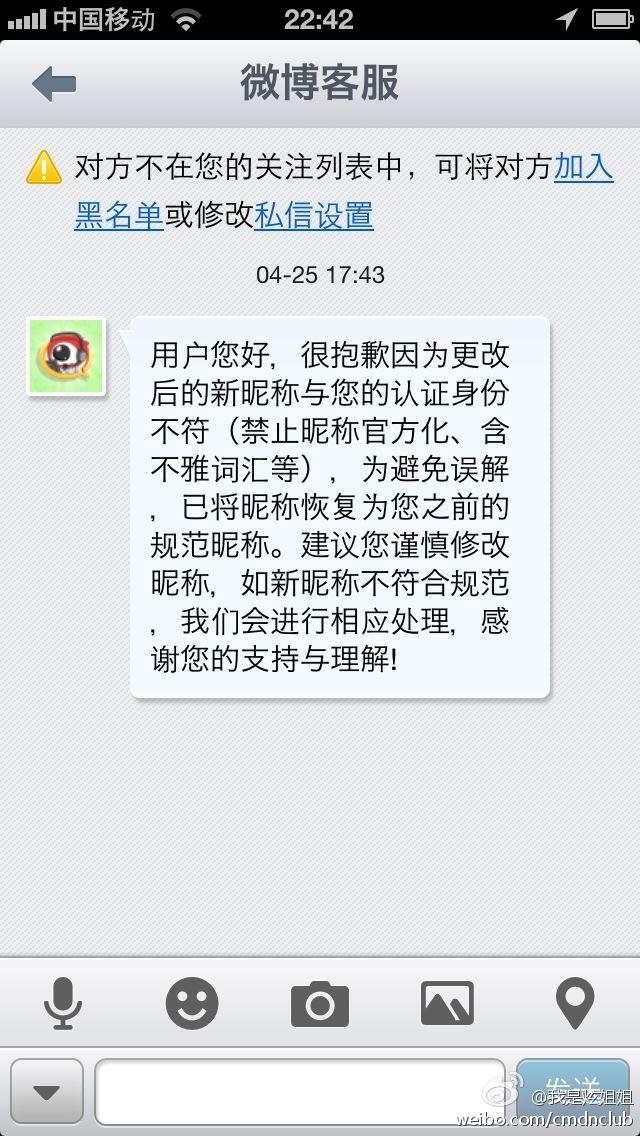 中国移动
22:42
微博客服
对方不在您的关注列表中，可将对方加入
黑名单或修改私信设置
04-25 17:43
用户您好，很抱歉因为更改
后的新昵称与您的认证身份
不符（禁止昵称官方化、含
不雅词汇等），为避免误解
，已将昵称恢复为您之前的
规范昵称。建议您谨慎修改
昵称，如新昵称不符合规范
，我们会进行相应处理，感
谢您的支持与理解!
发送
@我是炫姐姐
weibo.com/cmdnclub